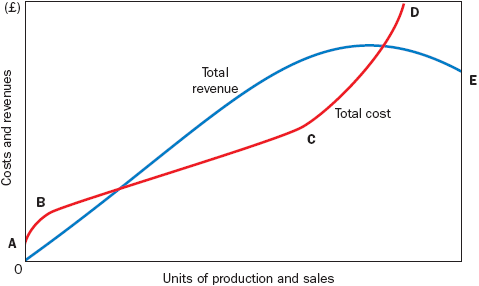 (£)
D
Total
revenue
E
Total cost
C
Costs and revenues
B
A
0
Units of production and sales